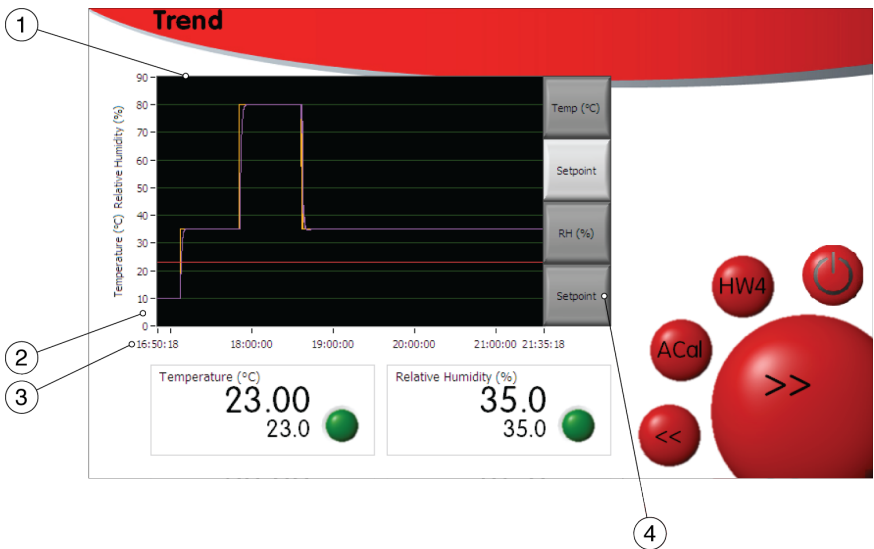 1
Trend
90
80
70
60
50
40
30
20
10
0
Temperature (ºC) Relative Humidity (%)
Temp (°C)
Setpoint
RH (%)
Setpoint
HW4
2
16:50:18 18:00:00 19:00:00 20:00:00 21:00:00 21:35:18
3
ACal
>>
<<
Temperature (ºC)
23.00
23.0
Relative Humidity (%)
35.0
35.0
4